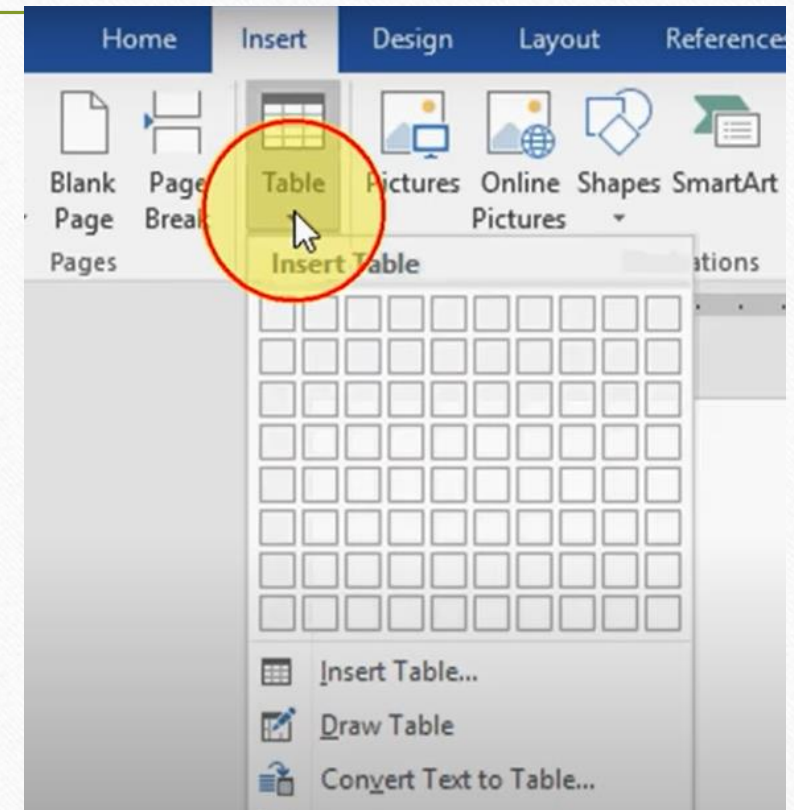 Home Insert Design Layout References
Blank Page Table Pictures Online Shapes SmartArt
Page Break Pictures
Pages ations
Insert Table
Insert Table...
Draw Table
Convert Text to Table...